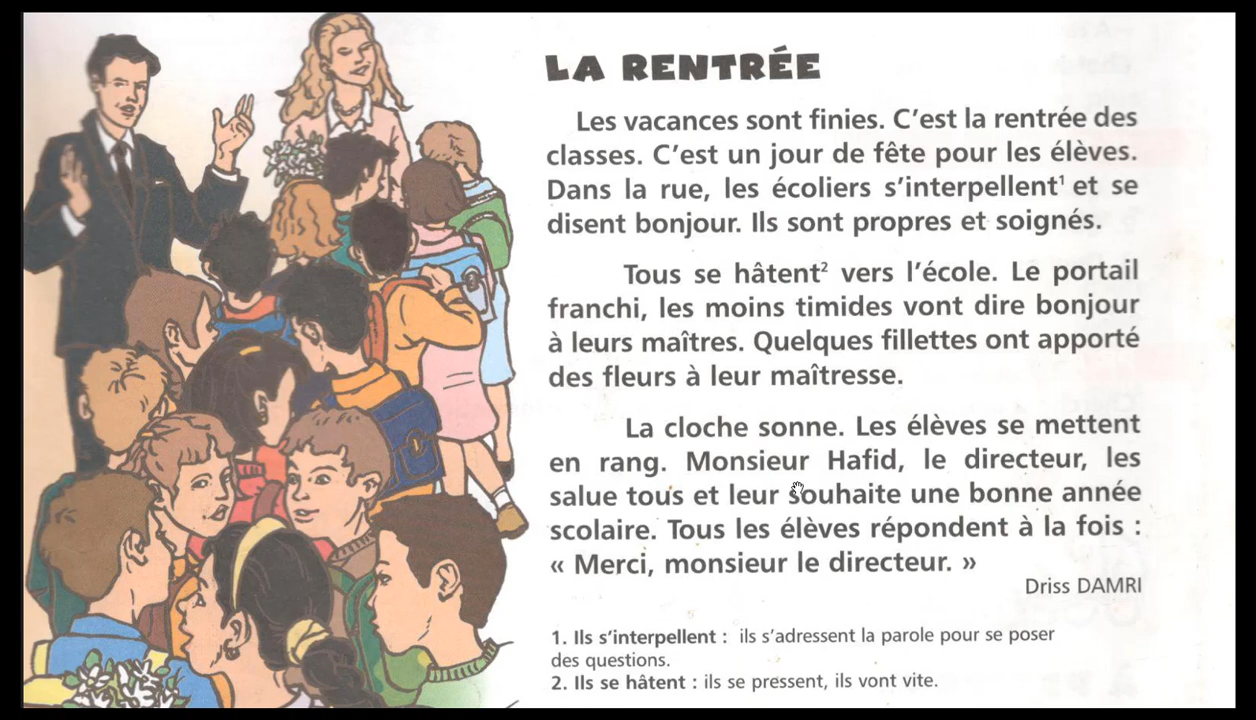 LA RENTRÉE
Les vacances sont finies. C'est la rentrée des
classes. C'est un jour de fête pour les élèves.
Dans la rue, les écoliers s'interpellent¹ et se
disent bonjour. Ils sont propres et soignés.
Tous se hâtent² vers l'école. Le portail
franchi, les moins timides vont dire bonjour
à leurs maîtres. Quelques fillettes ont apporté
des fleurs à leur maîtresse.
La cloche sonne. Les élèves se mettent
en rang. Monsieur Hafid, le directeur, les
salue tous et leur souhaite une bonne année
scolaire. Tous les élèves répondent à la fois :
« Merci, monsieur le directeur. »
Driss DAMRI
1. Ils s'interpellent : ils s'adressent la parole pour se poser
des questions.
2. Ils se hâtent : ils se pressent, ils vont vite.